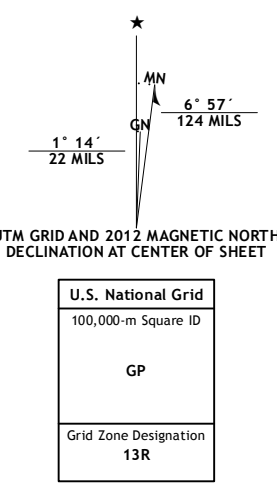 MN
GN
6° 57´
124 MILS
1° 14´
22 MILS
UTM GRID AND 2012 MAGNETIC NORTH
DECLINATION AT CENTER OF SHEET
U.S. National Grid
100,000-m Square ID
GP
Grid Zone Designation
13R